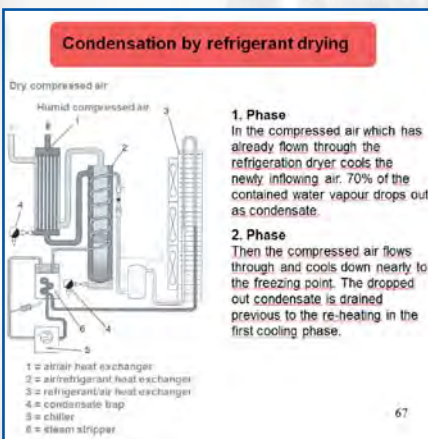 Condensation by refrigerant drying
Dry compressed air
Humid compressed air
1
2
3
4
6
4
5
1 = air/air heat exchanger
2 = air/refrigerant heat exchanger
3 = refrigerant/air heat exchanger
4 = condensate trap
5 = chiller
6 = steam stripper
1. Phase
In the compressed air which has
already flown through the
refrigeration dryer cools the
newly inflowing air. 70% of the
contained water vapour drops out
as condensate.
2. Phase
Then the compressed air flows
through and cools down nearly to
the freezing point. The dropped
out condensate is drained
previous to the re-heating in the
first cooling phase.
67